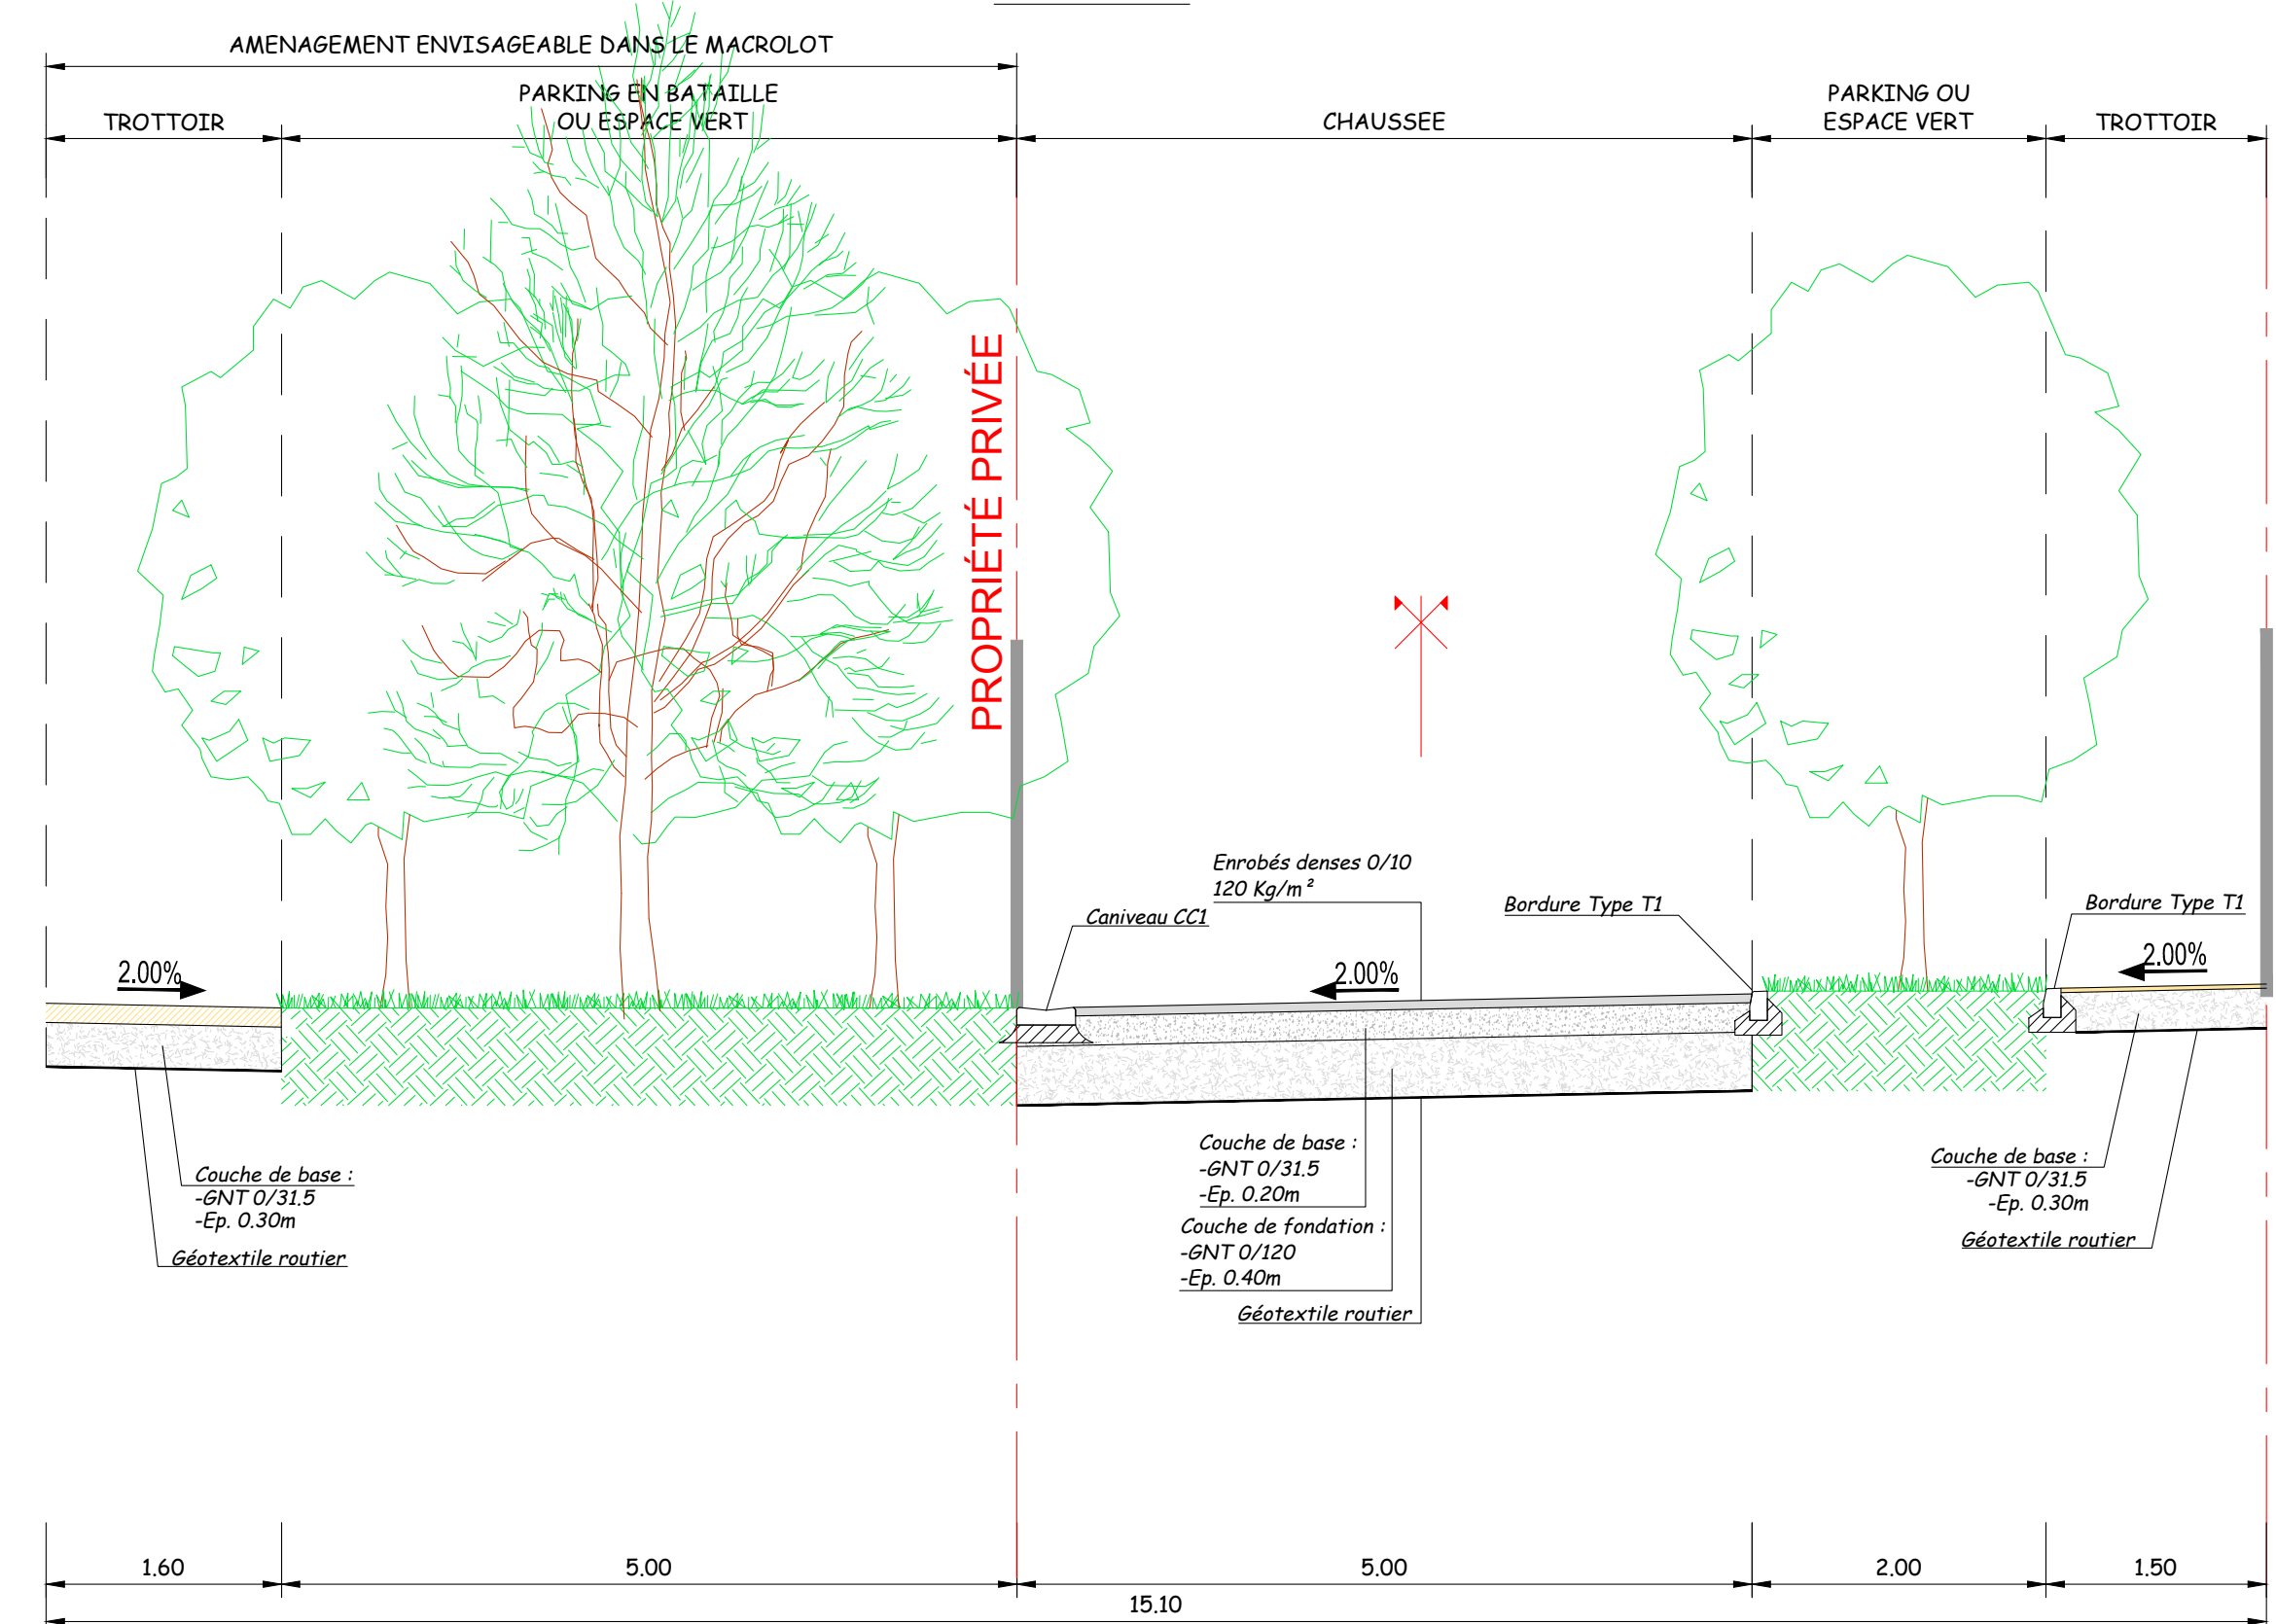 AMENAGEMENT ENVISAGEABLE DANS LE MACROLOT
TROTTOIR
PARKING EN BATAILLE
OU ESPACE VERT
CHAUSSEE
PARKING OU
ESPACE VERT
TROTTOIR
PROPRIÉTÉ PRIVÉE
Enrobés denses 0/10
120 Kg/m²
Caniveau CC1
Bordure Type T1
Bordure Type T1
2.00%
2.00%
2.00%
Couche de base :
-GNT 0/31.5
-Ep. 0.30m
Géotextile routier
Couche de base :
-GNT 0/31.5
-Ep. 0.20m
Couche de fondation :
-GNT 0/120
-Ep. 0.40m
Géotextile routier
Couche de base :
-GNT 0/31.5
-Ep. 0.30m
Géotextile routier
1.60
5.00
5.00
2.00
1.50
15.10